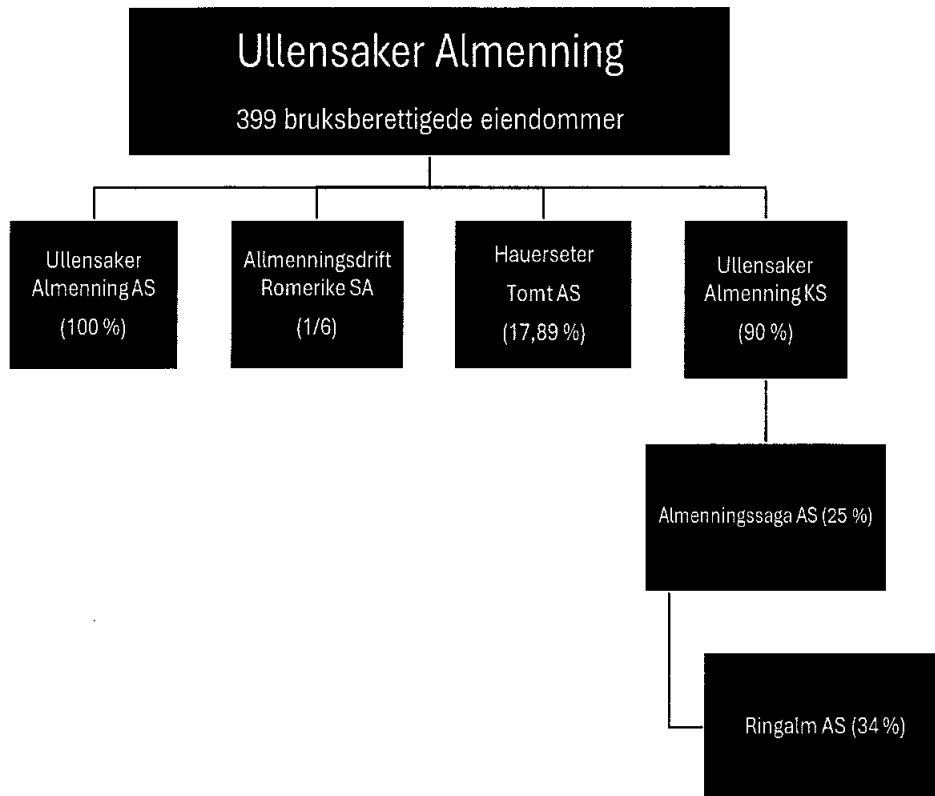 Ullensaker Almenning
399 bruksberettigede eiendommer
Ullensaker
Almenning AS
(100 %)
Allmenningsdrift
Romerike SA
(1/6)
Hauerseter
Tomt AS
(17,89 %)
Ullensaker
Almenning KS
(90 %)
Almenningssaga AS (25 %)
Ringalm AS (34 %)